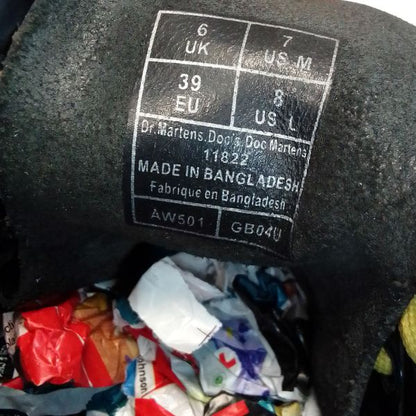 6 UK
7 US M
39 EU
8 US L
Dr.Martens.Doc's.Doc Martens
11822
MADE IN BANGLADESH
Fabrique en Bangladesh
AW501 GB04U
Johnson